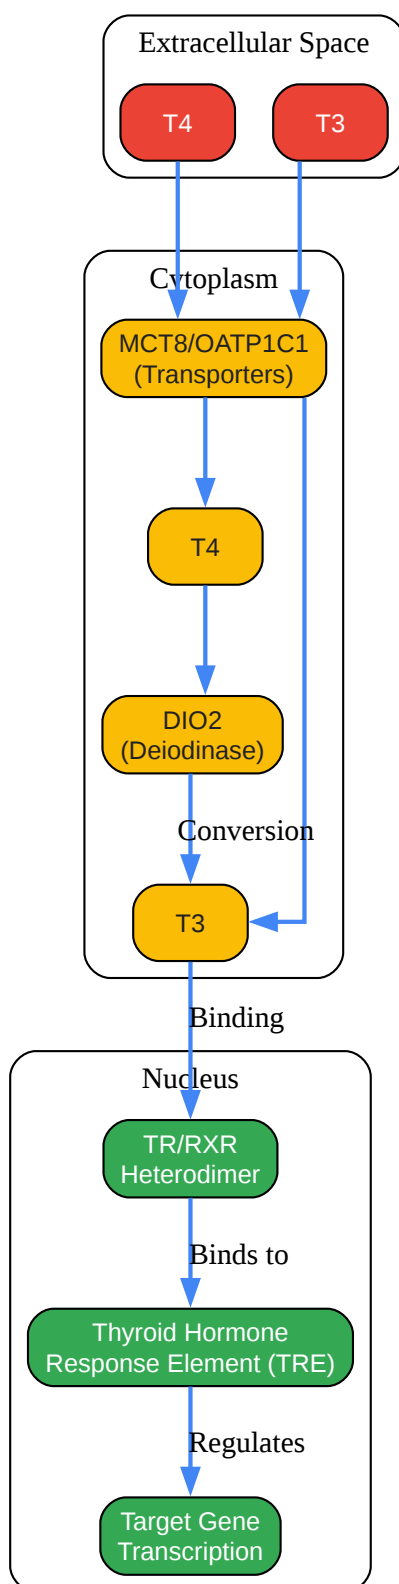 Extracellular Space
T4
T3
Cytoplasm
MCT8/OATP1C1
(Transporters)
T4
DIO2
(Deiodinase)
Conversion
T3
Binding
Nucleus
TR/RXR
Heterodimer
Binds to
Thyroid Hormone
Response Element (TRE)
Regulates
Target Gene
Transcription